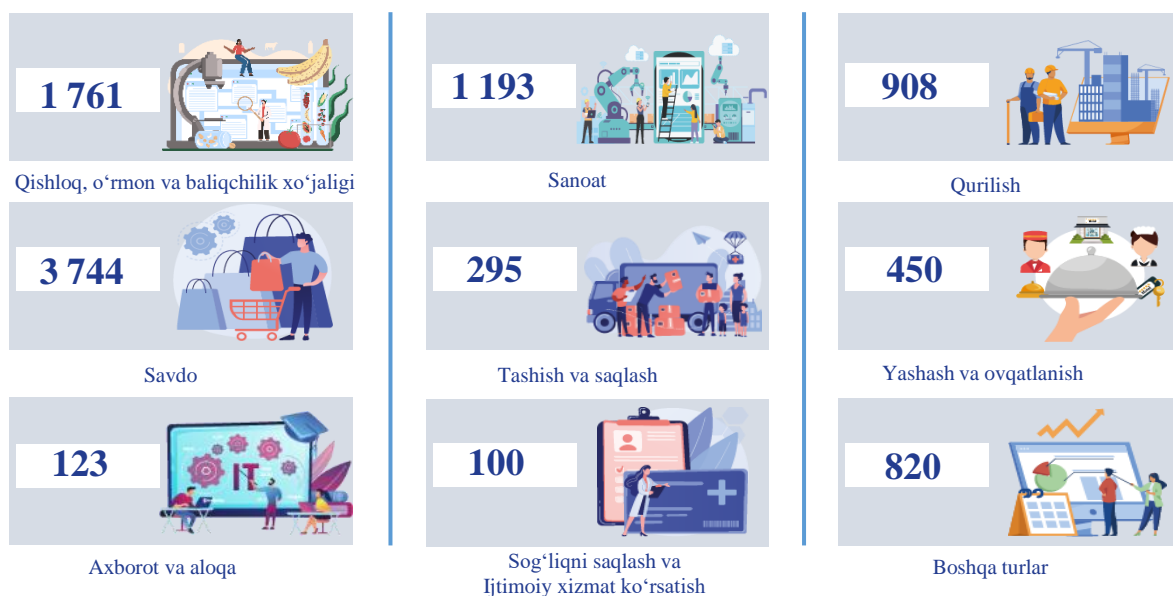 1 761
Qishloq, o‘rmon va baliqchilik xo‘jaligi
1 193
Sanoat
908
Qurilish
3 744
Savdo
295
Tashish va saqlash
450
Yashash va ovqatlanish
123
IT
Axborot va aloqa
100
Sog‘liqni saqlash va
Ijtimoiy xizmat ko‘rsatish
820
Boshqa turlar